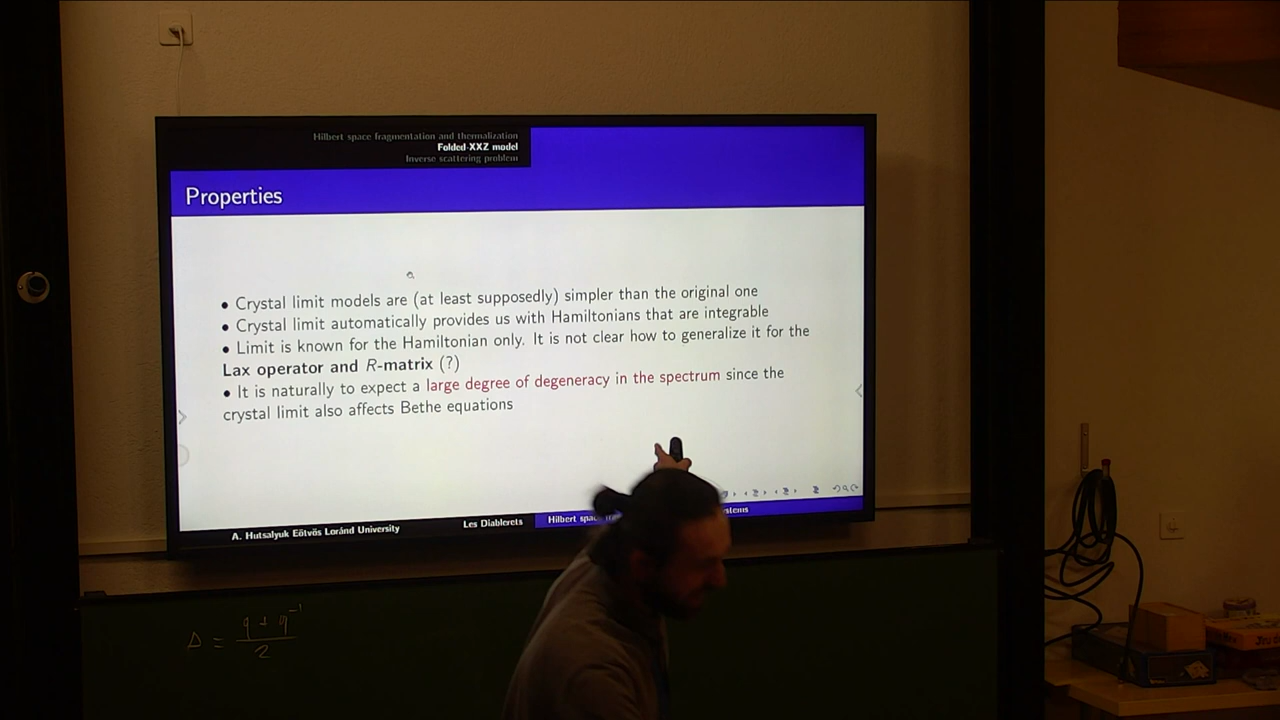 Hilbert space fragmentation and thermalization
Folded-XXZ model
Inverse scattering problem
Properties
• Crystal limit models are (at least supposedly) simpler than the original one
• Crystal limit automatically provides us with Hamiltonians that are integrable
• Limit is known for the Hamiltonian only. It is not clear how to generalize it for the
Lax operator and R-matrix (?)
• It is naturally to expect a large degree of degeneracy in the spectrum since the
crystal limit also affects Bethe equations
A. Hutsalyuk Eötvös Loránd University
Les Diablerets
Hilbert
Δ = q + q⁻¹ / 2